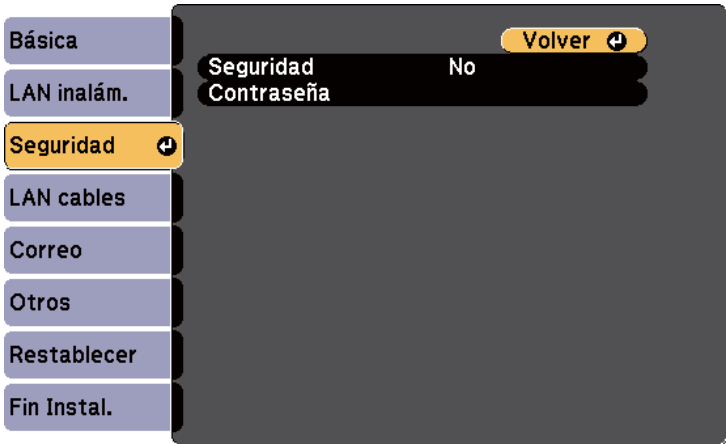 Básica
LAN inalám.
Seguridad
LAN cables
Correo
Otros
Restablecer
Fin Instal.
Volver
Seguridad No
Contraseña